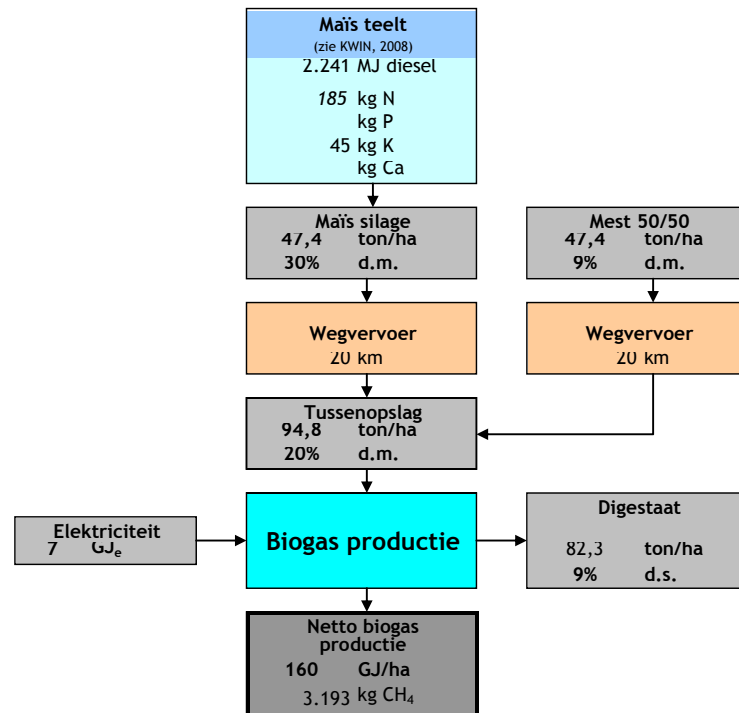 Maïs teelt
(zie KWIN, 2008)
2.241 MJ diesel
185 kg N
kg P
45 kg K
kg Ca
Maïs silage
47,4 ton/ha
30% d.m.
Mest 50/50
47,4 ton/ha
9% d.m.
Wegvervoer
20 km
Wegvervoer
20 km
Tussenopslag
94,8 ton/ha
20% d.m.
Elektriciteit
7 GJe
Biogas productie
Digestaat
82,3 ton/ha
9% d.s.
Netto biogas
productie
160 GJ/ha
3.193 kg CH4